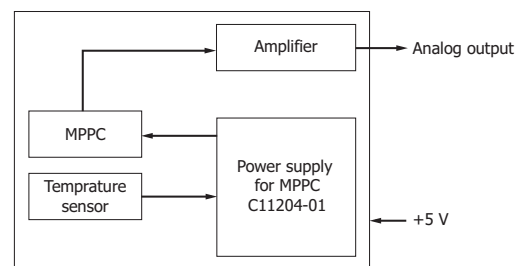 Amplifier
Analog output
MPPC
Power supply
for MPPC
C11204-01
Temprature
sensor
+5 V